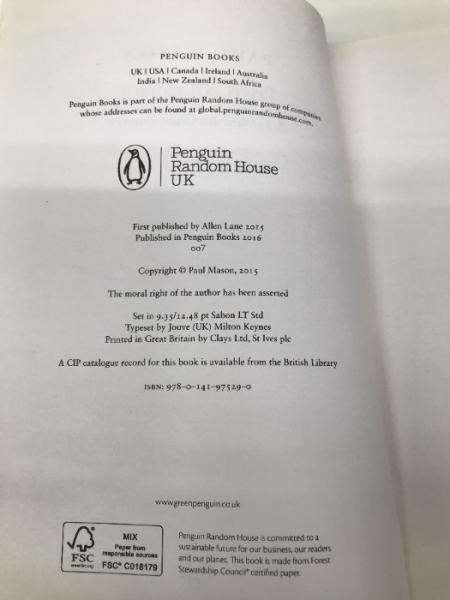 PENGUIN BOOKS
UK | USA | Canada | Ireland | Australia
India | New Zealand | South Africa
Penguin Books is part of the Penguin Random House group of companies
whose addresses can be found at global.penguinrandomhouse.com.
Penguin
Random House
UK
First published by Allen Lane 2015
Published in Penguin Books 2016
007
Copyright © Paul Mason, 2015
The moral right of the author has been asserted
Set in 9.35/12.48 pt Sabon LT Std
Typeset by Jouve (UK) Milton Keynes
Printed in Great Britain by Clays Ltd, St Ives plc
A CIP catalogue record for this book is available from the British Library
ISBN: 978-0-141-97529-0
www.greenpenguin.co.uk
FSC
www.fsc.org
MIX
Paper from
responsible sources
FSC® C018179
Penguin Random House is committed to a
sustainable future for our business, our readers
and our planet. This book is made from Forest
Stewardship Council® certified paper.